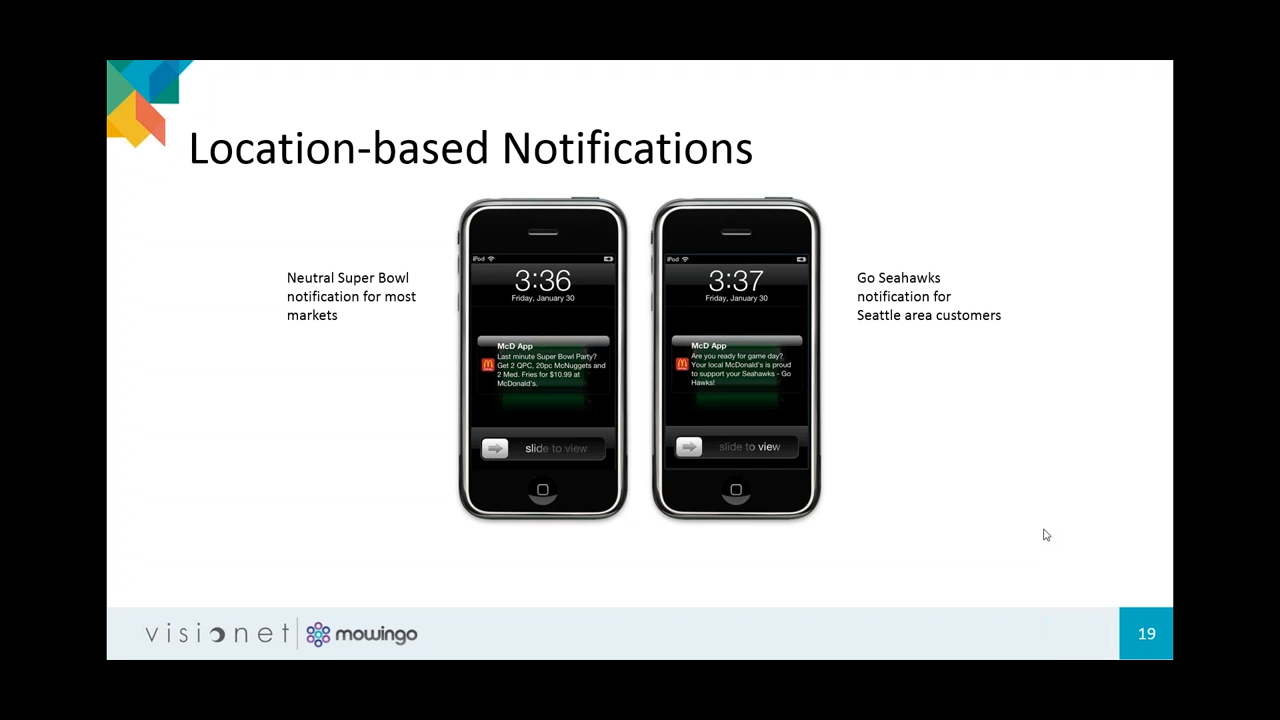 Location-based Notifications
Neutral Super Bowl
notification for most
markets
iPod
3:36
Friday, January 30
McD App
Last minute Super Bowl Party?
Get 2 QPC, 20pc McNuggets and
2 Med. Fries for $10.99 at
McDonald's.
slide to view
iPod
3:37
Friday, January 30
McD App
Are you ready for game day?
Your local McDonald's is proud
to support your Seahawks - Go
Hawks!
slide to view
Go Seahawks
notification for
Seattle area customers
visionet
mowingo
19